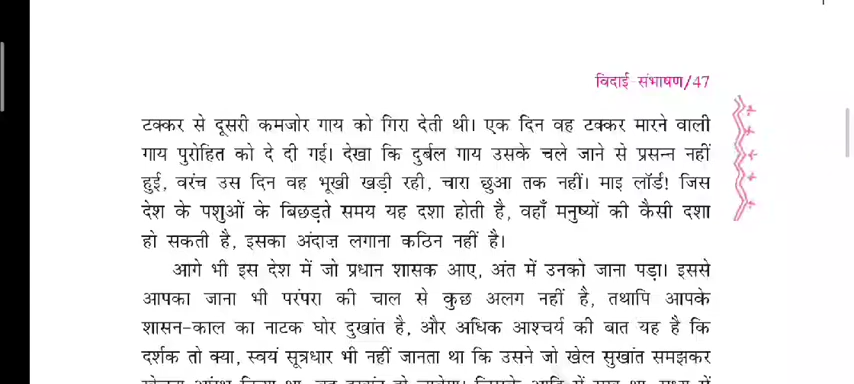 विदाई-संभाषण/47
टक्कर से दूसरी कमजोर गाय को गिरा देती थी। एक दिन वह टक्कर मारने वाली
गाय पुरोहित को दे दी गई। देखा कि दुर्बल गाय उसके चले जाने से प्रसन्न नहीं
हुई, वरंच उस दिन वह भूखी खड़ी रही, चारा छुआ तक नहीं। माइ लॉर्ड! जिस
देश के पशुओं के बिछड़ते समय यह दशा होती है, वहाँ मनुष्यों की कैसी दशा
हो सकती है, इसका अंदाज़ लगाना कठिन नहीं है।
आगे भी इस देश में जो प्रधान शासक आए, अंत में उनको जाना पड़ा। इससे
आपका जाना भी परंपरा की चाल से कुछ अलग नहीं है, तथापि आपके
शासन-काल का नाटक घोर दुखांत है, और अधिक आश्चर्य की बात यह है कि
दर्शक तो क्या, स्वयं सूत्रधार भी नहीं जानता था कि उसने जो खेल सुखांत समझकर